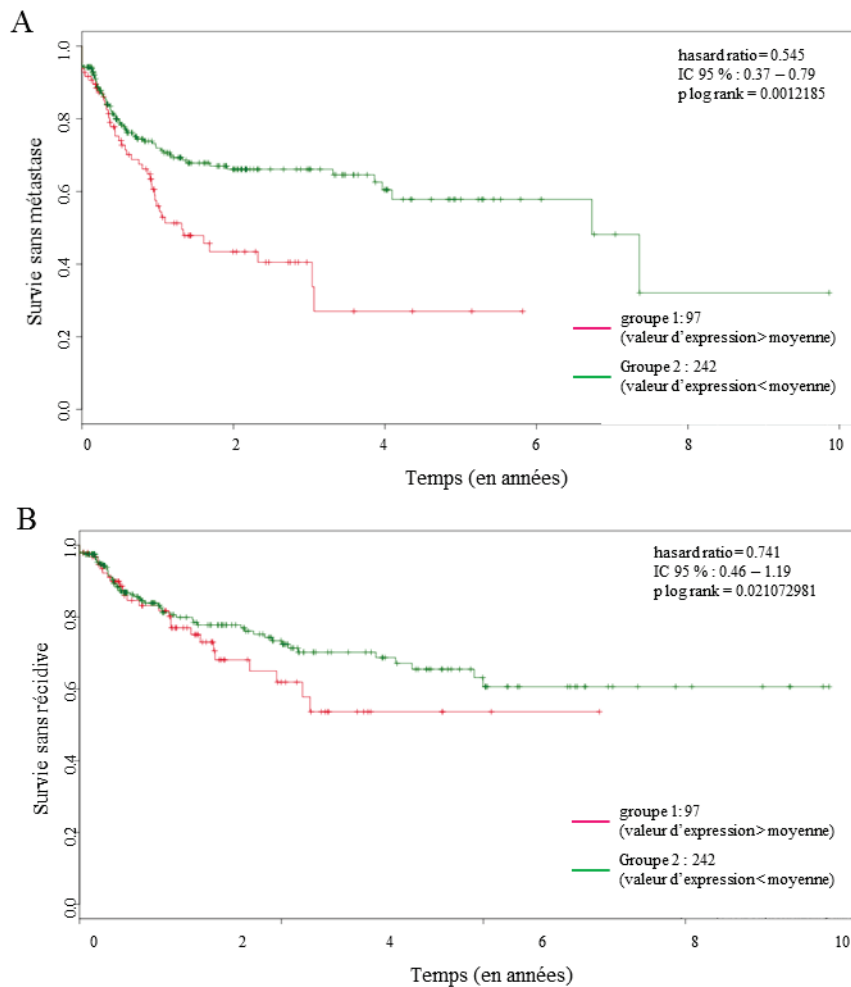 A
hasard ratio = 0.545
IC 95 % : 0.37 – 0.79
p log rank = 0.0012185
Survie sans métastase
1.0
0.8
0.6
0.4
0.2
0.0
groupe 1: 97
(valeur d'expression> moyenne)
Groupe 2 : 242
(valeur d'expression< moyenne)
0 2 4 6 8 10
Temps (en années)
B
hasard ratio = 0.741
IC 95 % : 0.46 – 1.19
p log rank = 0.021072981
Survie sans récidive
1.0
0.8
0.6
0.4
0.2
0.0
groupe 1: 97
(valeur d'expression> moyenne)
Groupe 2 : 242
(valeur d'expression< moyenne)
0 2 4 6 8 10
Temps (en années)